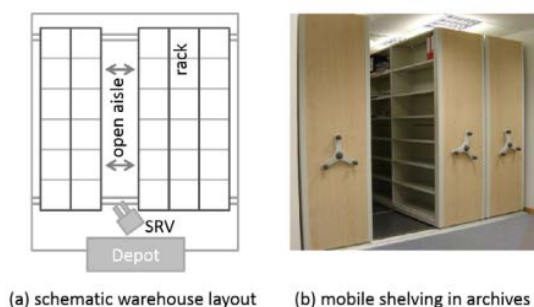 open aisle
rack
SRV
Depot
(a) schematic warehouse layout
(b) mobile shelving in archives